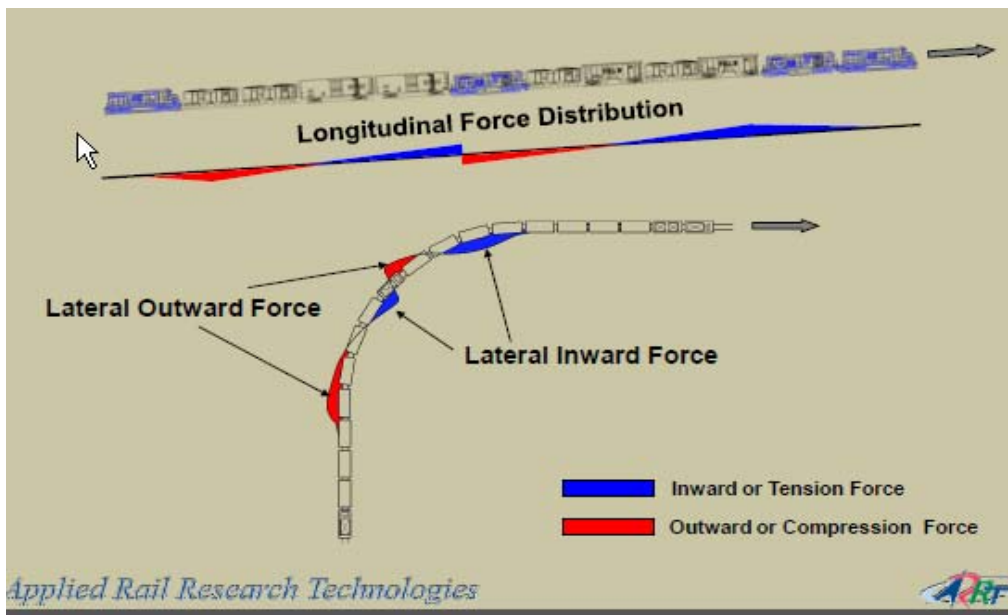 Longitudinal Force Distribution
Lateral Outward Force
Lateral Inward Force
Inward or Tension Force
Outward or Compression Force
Applied Rail Research Technologies
ARRT